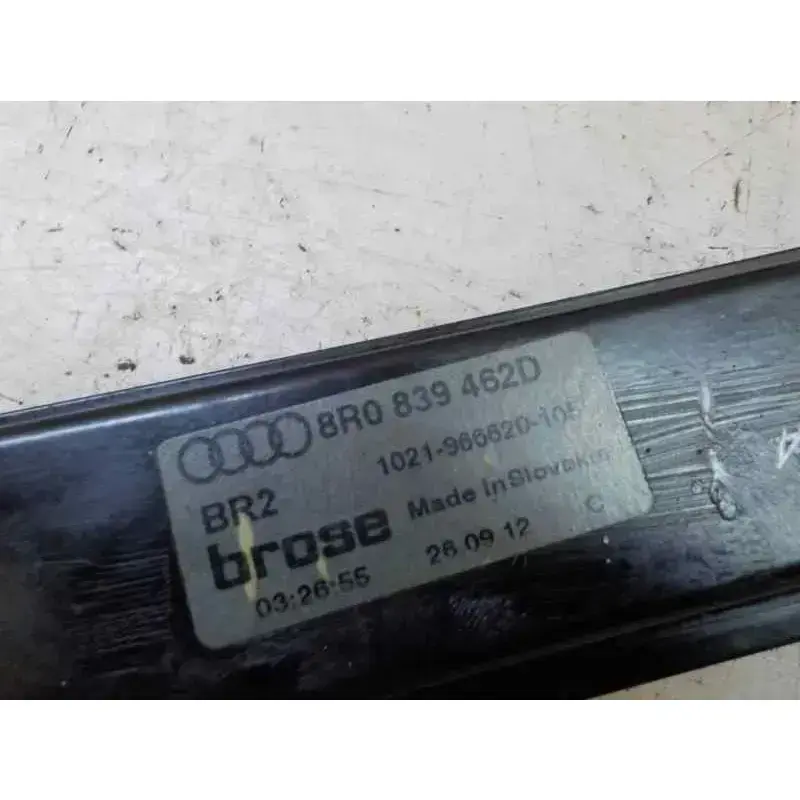 8R0 839 462D
1021-966620-105
BR2
Made in Slovakia
brose
03:26:55 26 09 12 C